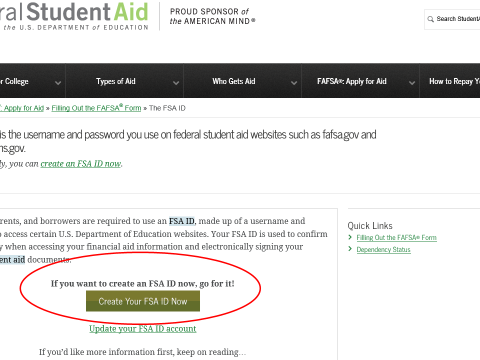 ral StudentAid
the U.S. DEPARTMENT of EDUCATION
PROUD SPONSOR of
the AMERICAN MIND®
Search Student
or College
Types of Aid
Who Gets Aid
FAFSA®: Apply for Aid
How to Repay Yo
: Apply for Aid » Filling Out the FAFSA® Form » The FSA ID
is the username and password you use on federal student aid websites such as fafsa.gov and
ns.gov.
ly, you can create an FSA ID now.
rents, and borrowers are required to use an FSA ID, made up of a username and
o access certain U.S. Department of Education websites. Your FSA ID is used to confirm
y when accessing your financial aid information and electronically signing your
ent aid documents.
If you want to create an FSA ID now, go for it!
Create Your FSA ID Now
Update your FSA ID account
If you'd like more information first, keep on reading…
Quick Links
Filling Out the FAFSA® Form
Dependency Status